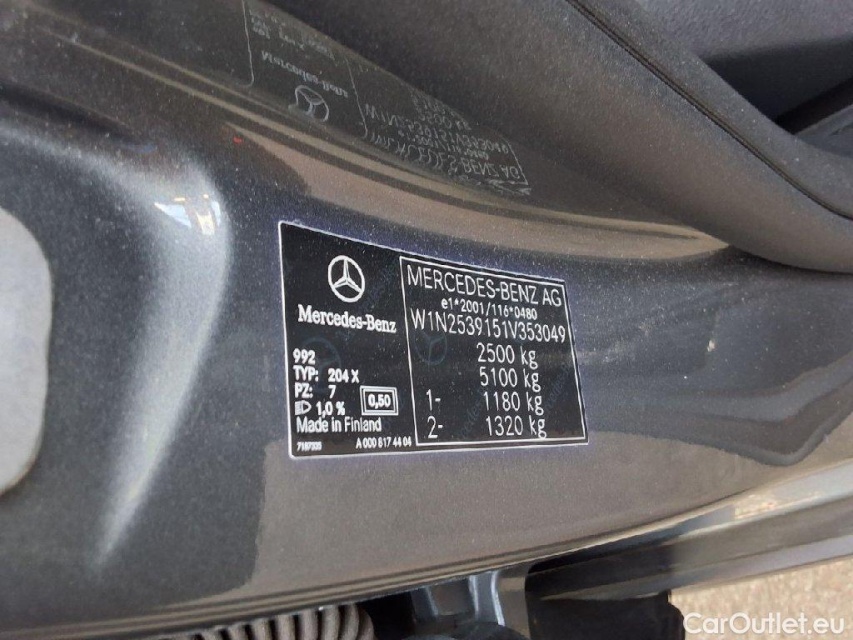 Mercedes-Benz
992
TYP: 204 X
PZ: 7
1,0 %
0,50
Made in Finland
7187335 A 000 817 44 04
MERCEDES-BENZ AG
e1*2001/116*0480
W1N2539151V353049
2500 kg
5100 kg
1- 1180 kg
2- 1320 kg
CarOutlet.eu